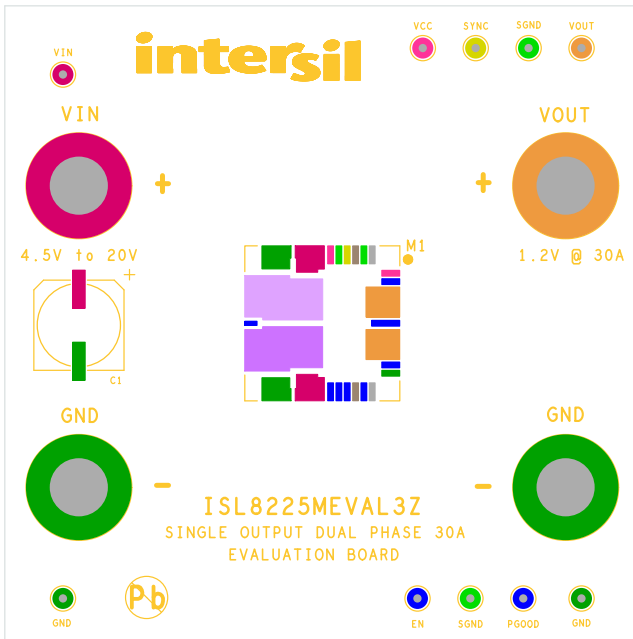 VCC SYNC SGND VOUT
VIN
intersil
VIN
VOUT
+
+
4.5V to 20V
M1
1.2V @ 30A
+
C1
GND
GND
-
-
ISL8225MEVAL3Z
SINGLE OUTPUT DUAL PHASE 30A
EVALUATION BOARD
Pb
GND
EN SGND PGOOD GND